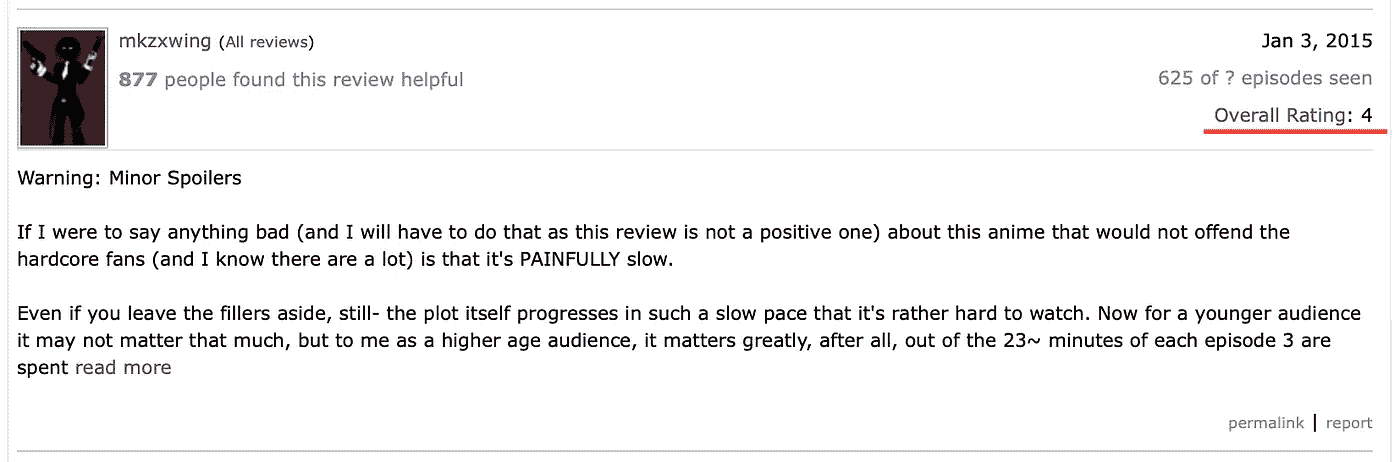 mkzxwing (All reviews)
Jan 3, 2015
877 people found this review helpful
625 of ? episodes seen
Overall Rating: 4
Warning: Minor Spoilers
If I were to say anything bad (and I will have to do that as this review is not a positive one) about this anime that would not offend the
hardcore fans (and I know there are a lot) is that it's PAINFULLY slow.
Even if you leave the fillers aside, still- the plot itself progresses in such a slow pace that it's rather hard to watch. Now for a younger audience
it may not matter that much, but to me as a higher age audience, it matters greatly, after all, out of the 23~ minutes of each episode 3 are
spent read more
permalink | report